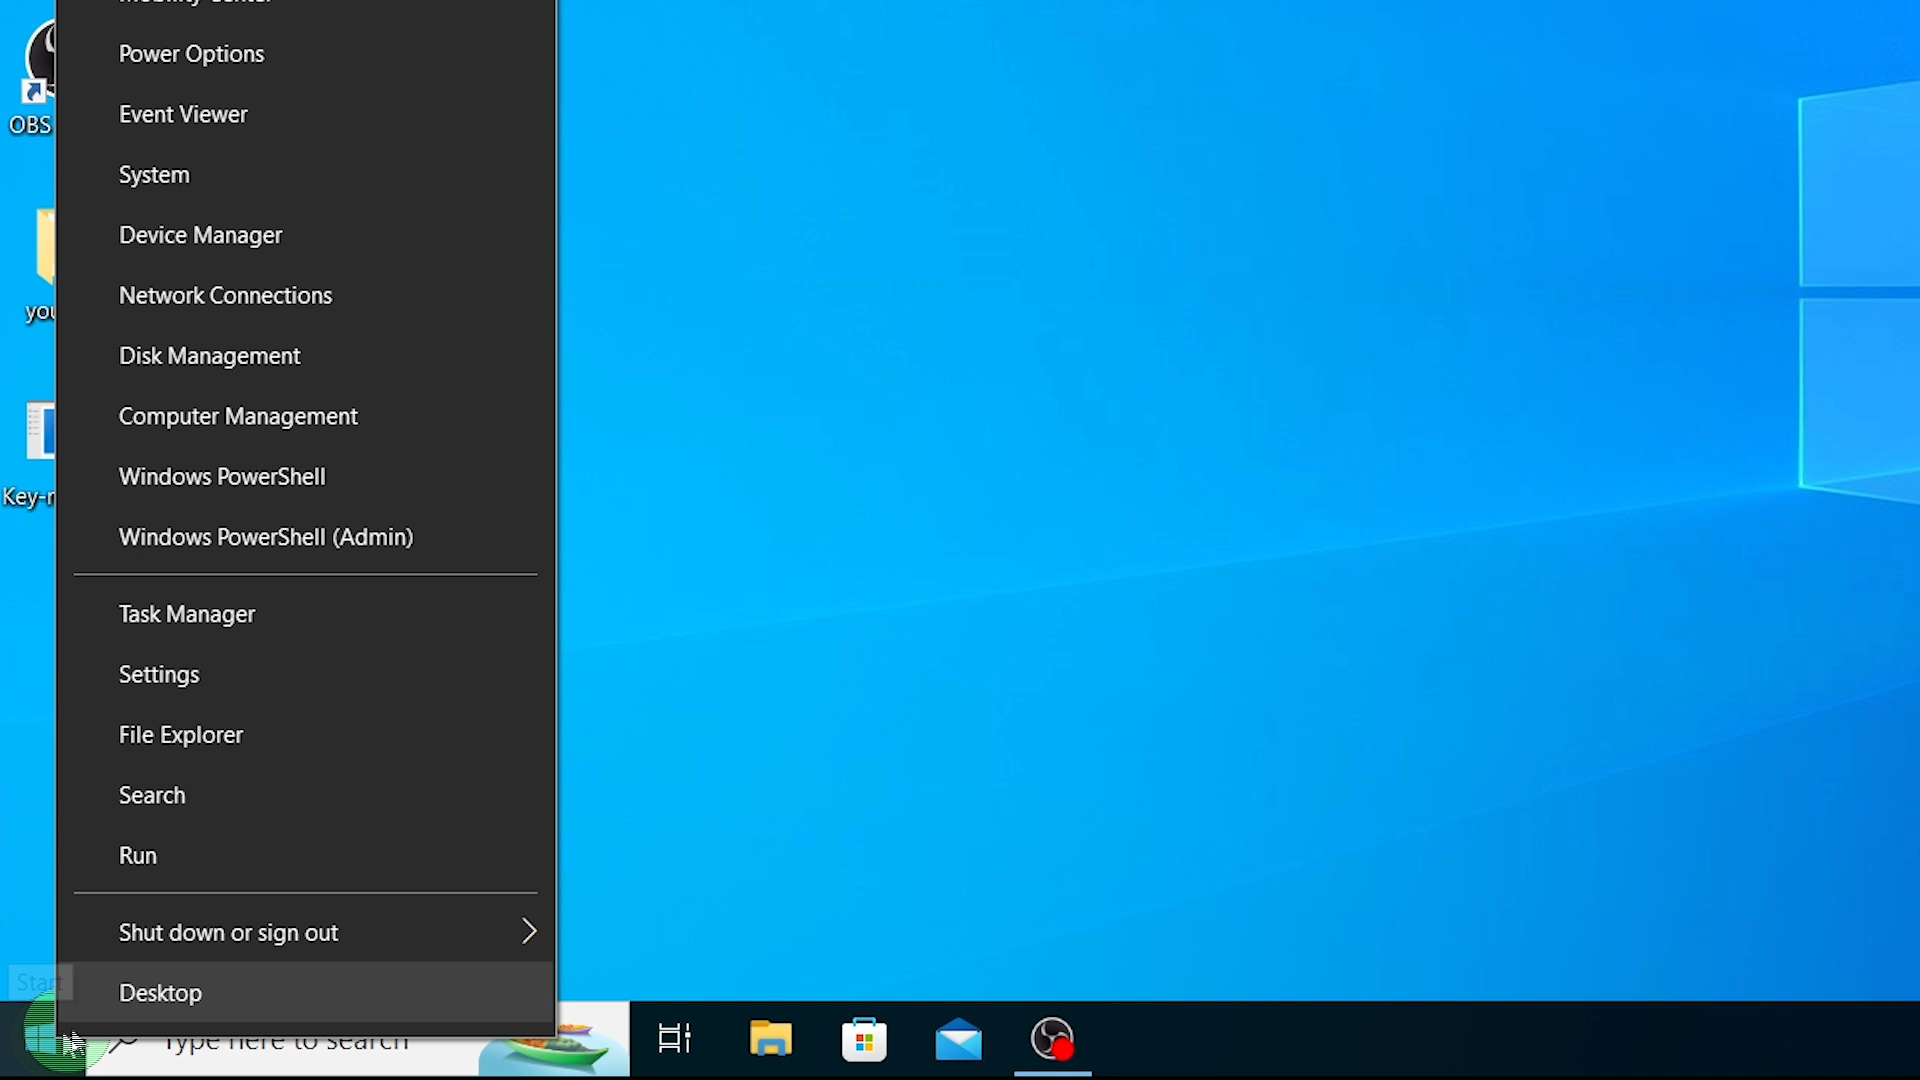 Mobility Center
Power Options
Event Viewer
System
Device Manager
Network Connections
Disk Management
Computer Management
Windows PowerShell
Windows PowerShell (Admin)
Task Manager
Settings
File Explorer
Search
Run
Shut down or sign out
Desktop
OBS
you
Key-
Start
Type here to search